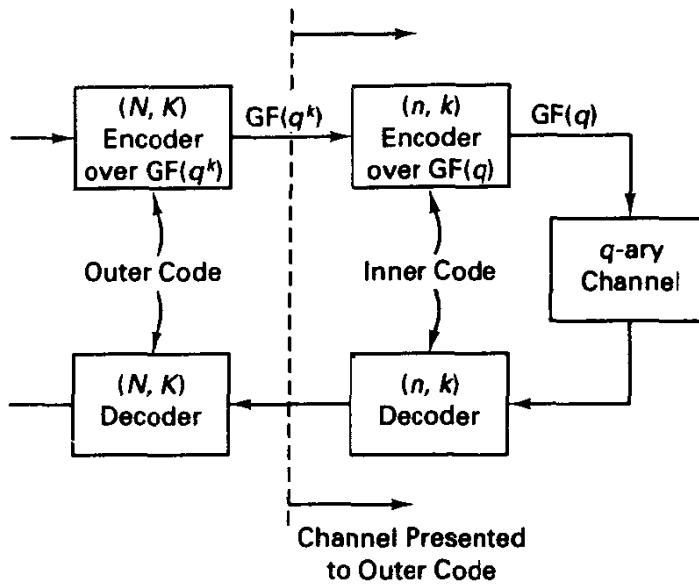 (N, K)
Encoder
over GF(q^k)
GF(q^k)
(n, k)
Encoder
over GF(q)
GF(q)
Outer Code
Inner Code
q-ary
Channel
(N, K)
Decoder
(n, k)
Decoder
Channel Presented
to Outer Code